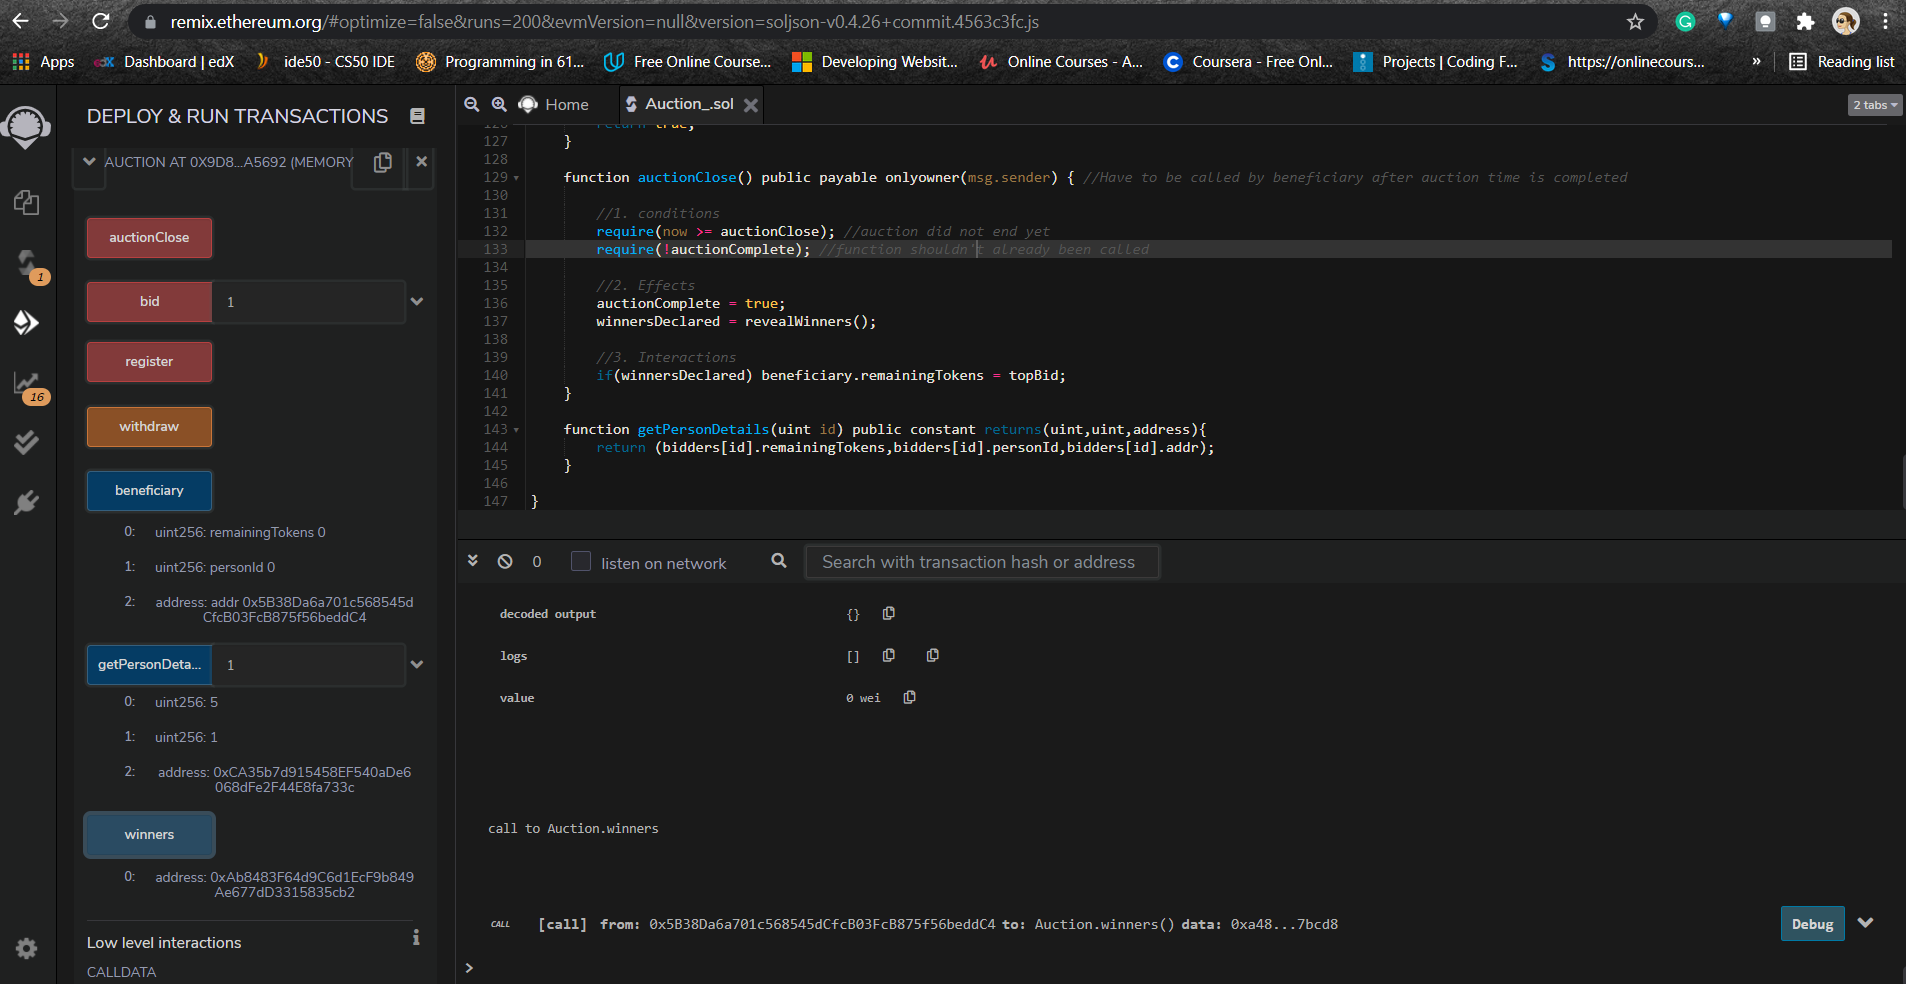 remix.ethereum.org/#optimize=false&runs=200&evmVersion=null&version=soljson-v0.4.26+commit.4563c3fc.js
Apps
edX Dashboard | edX
ide50 - CS50 IDE
Programming in 61...
Free Online Course...
Developing Websit...
Online Courses - A...
Coursera - Free Onl...
Projects | Coding F...
https://onlinecours...
»
Reading list
DEPLOY & RUN TRANSACTIONS
AUCTION AT 0X9D8...A5692 (MEMORY
1
16
auctionClose
bid 1
register
withdraw
beneficiary
0: uint256: remainingTokens 0
1: uint256: personId 0
2: address: addr 0x5B38Da6a701c568545d
CfcB03FcB875f56beddC4
getPersonDeta... 1
0: uint256: 5
1: uint256: 1
2: address: 0xCA35b7d915458EF540aDe6
068dFe2F44E8fa733c
winners
0: address: 0xAb8483F64d9C6d1EcF9b849
Ae677dD3315835cb2
Low level interactions
CALLDATA
Home
Auction_.sol
2 tabs
126 return true;
127 }
128
129 function auctionClose() public payable onlyowner(msg.sender) { //Have to be called by beneficiary after auction time is completed
130
131 //1. conditions
132 require(now >= auctionClose); //auction did not end yet
133 require(!auctionComplete); //function shouldn't already been called
134
135 //2. Effects
136 auctionComplete = true;
137 winnersDeclared = revealWinners();
138
139 //3. Interactions
140 if(winnersDeclared) beneficiary.remainingTokens = topBid;
141 }
142
143 function getPersonDetails(uint id) public constant returns(uint,uint,address){
144 return (bidders[id].remainingTokens,bidders[id].personId,bidders[id].addr);
145 }
146
147 }
0 listen on network Search with transaction hash or address
decoded output {}
logs []
value 0 wei
call to Auction.winners
CALL [call] from: 0x5B38Da6a701c568545dCfcB03FcB875f56beddC4 to: Auction.winners() data: 0xa48...7bcd8 Debug
>